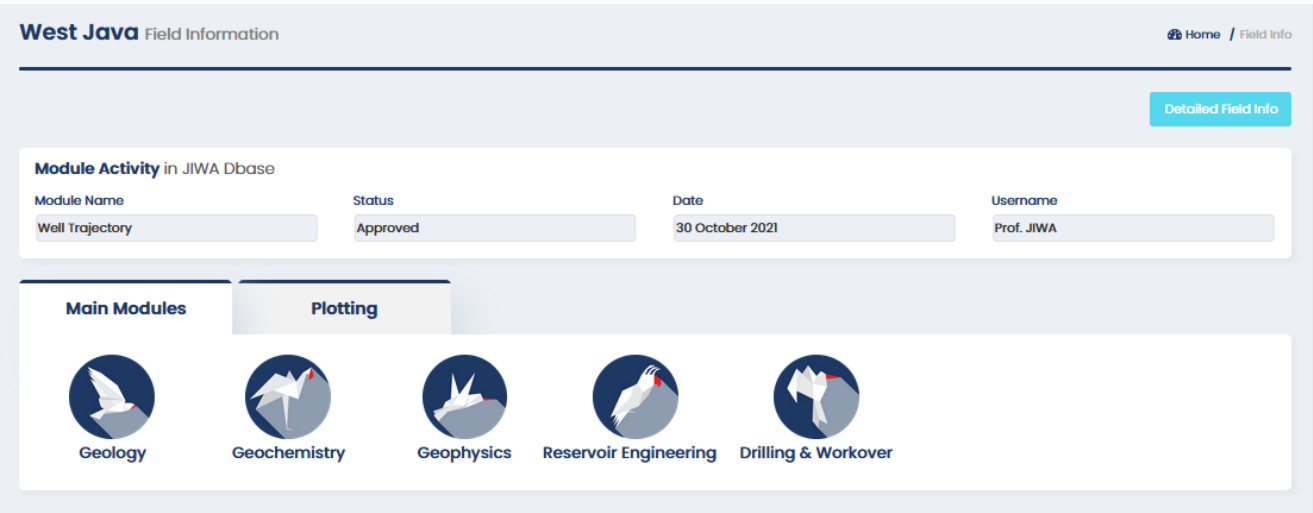 West Java Field Information
Home / Field Info
Detailed Field Info
Module Activity in JIWA Dbase
Module Name Status Date Username
Well Trajectory Approved 30 October 2021 Prof. JIWA
Main Modules Plotting
Geology Geochemistry Geophysics Reservoir Engineering Drilling & Workover